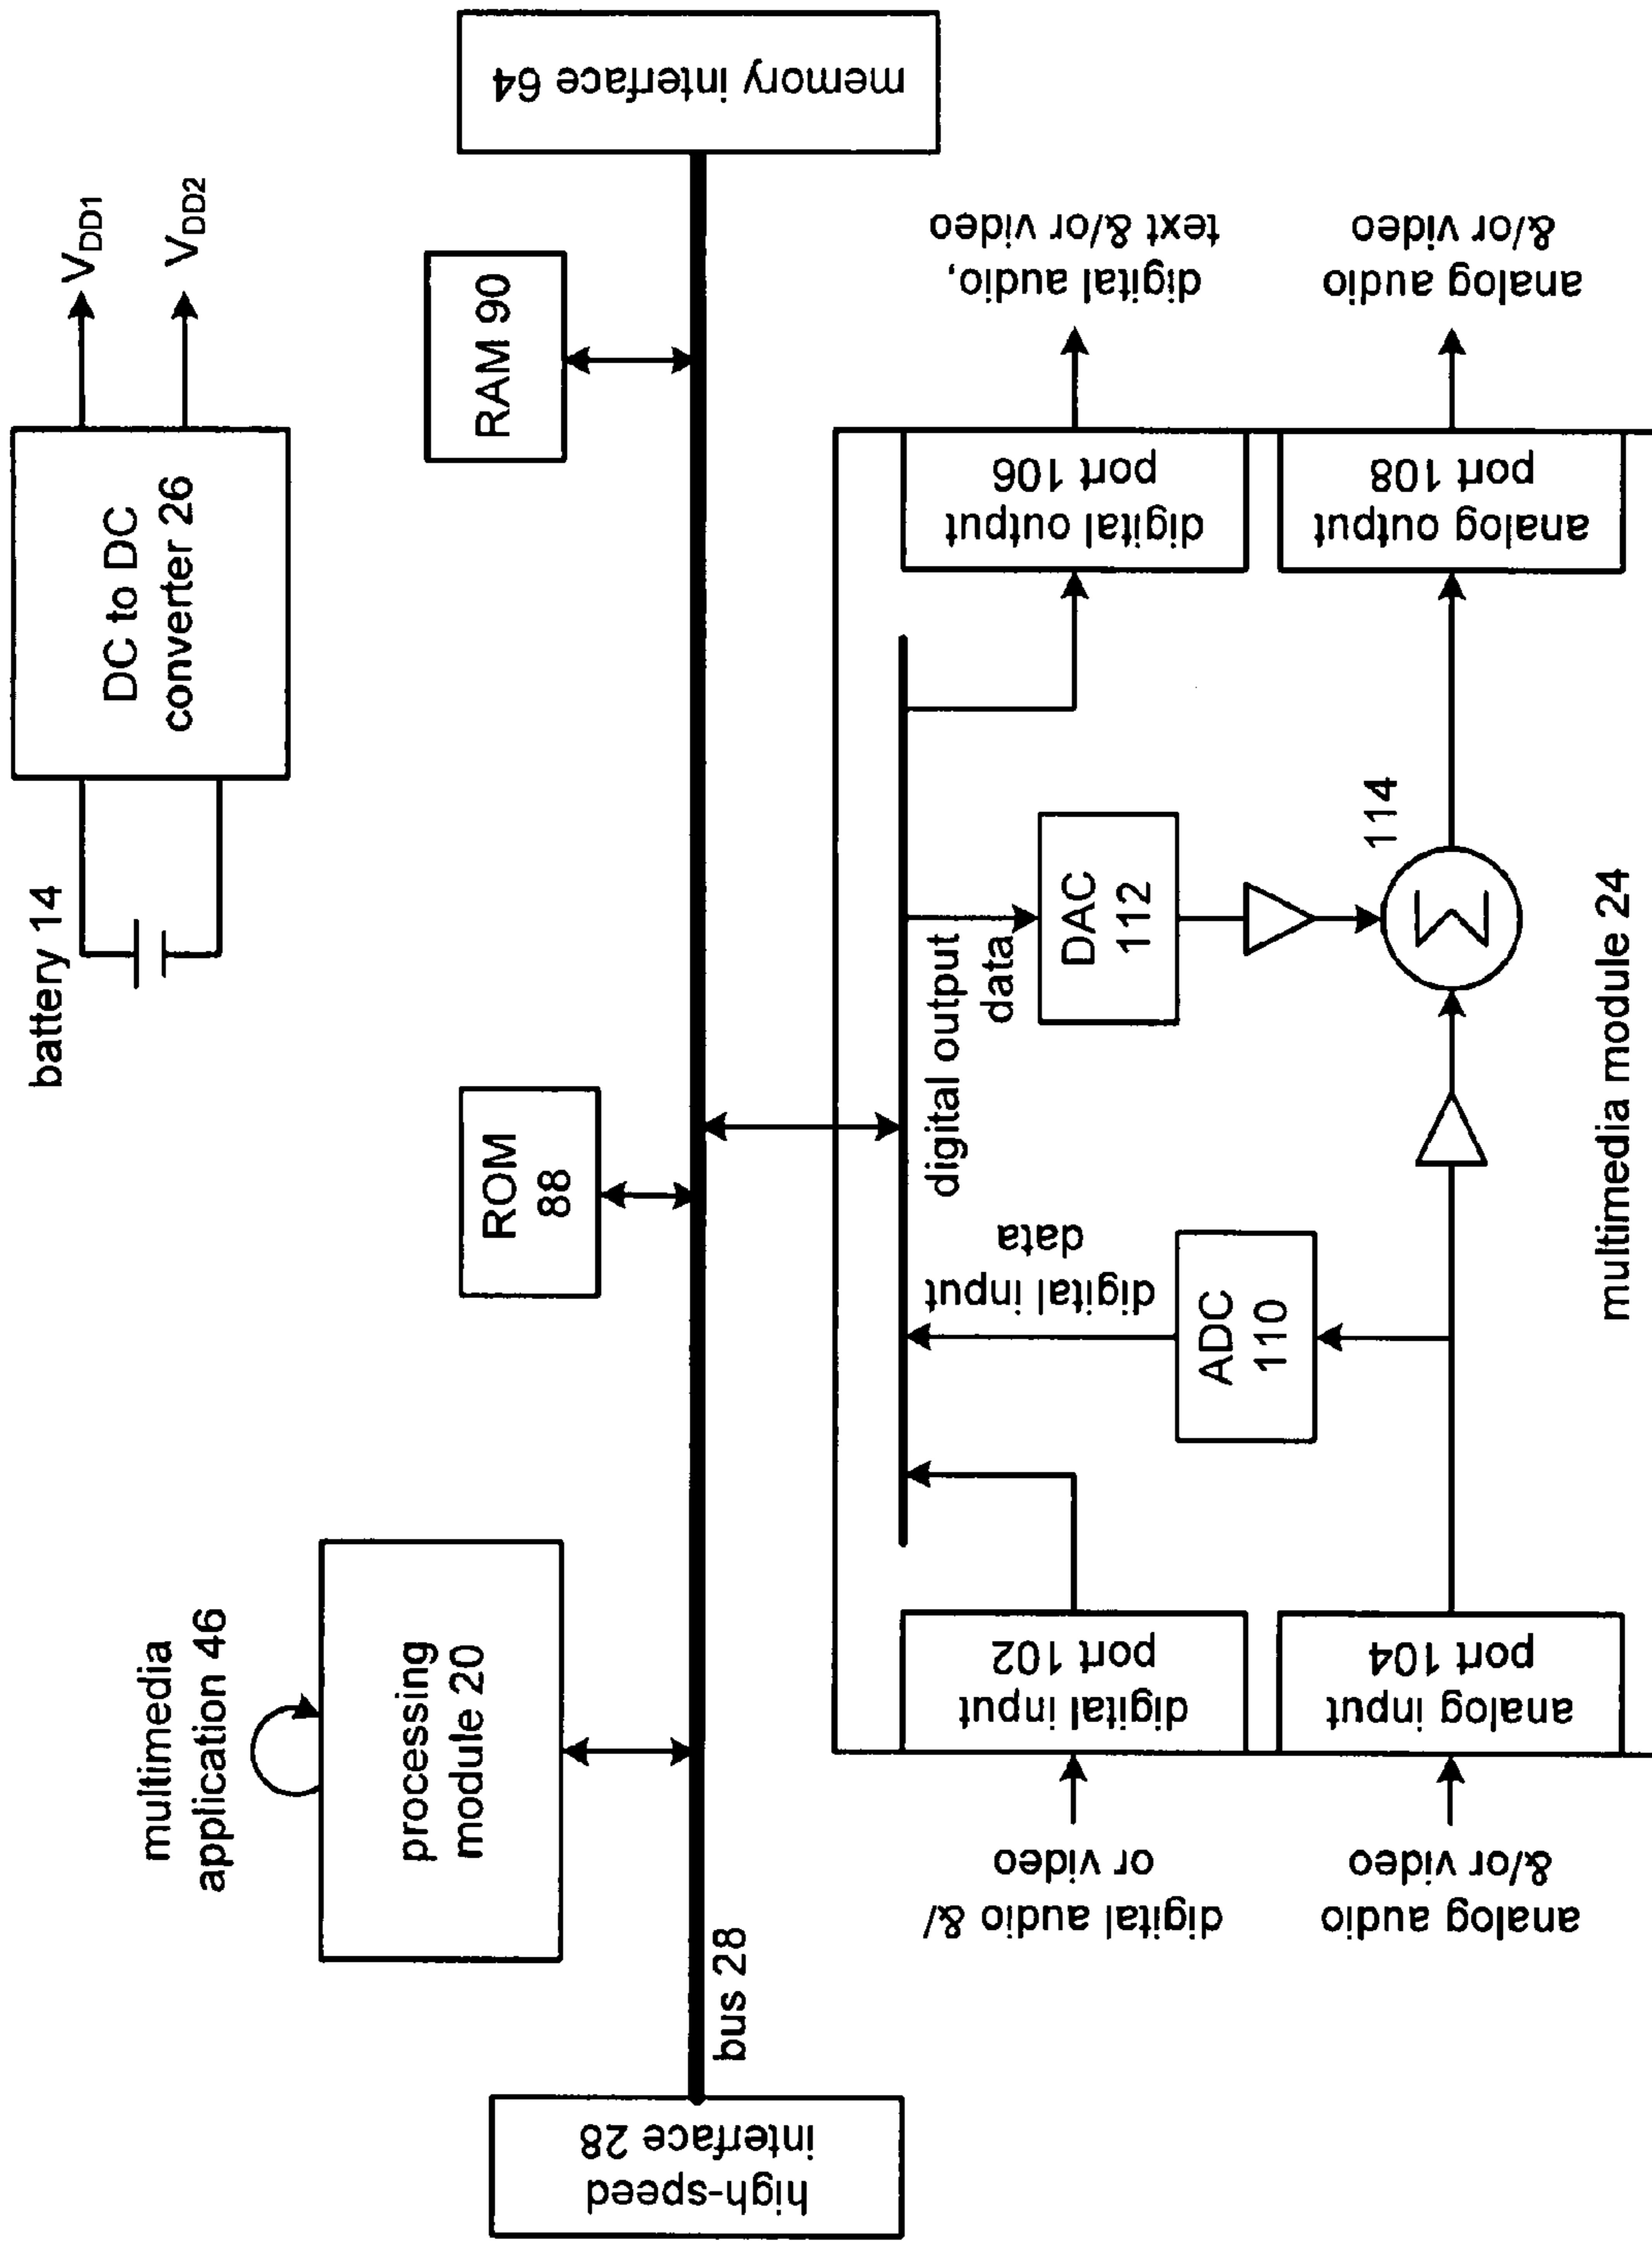 battery 14
DC to DC
converter 26
VDD1
VDD2
multimedia
application 46
processing
module 20
ROM
88
RAM 90
high-speed
interface 28
bus 28
memory interface 64
digital audio &/
or video
analog audio
&/or video
digital input
port 102
analog input
port 104
digital input
data
ADC
110
digital output
data
DAC
112
Σ
114
digital output
port 106
analog output
port 108
digital audio,
text &/or video
analog audio
&/or video
multimedia module 24